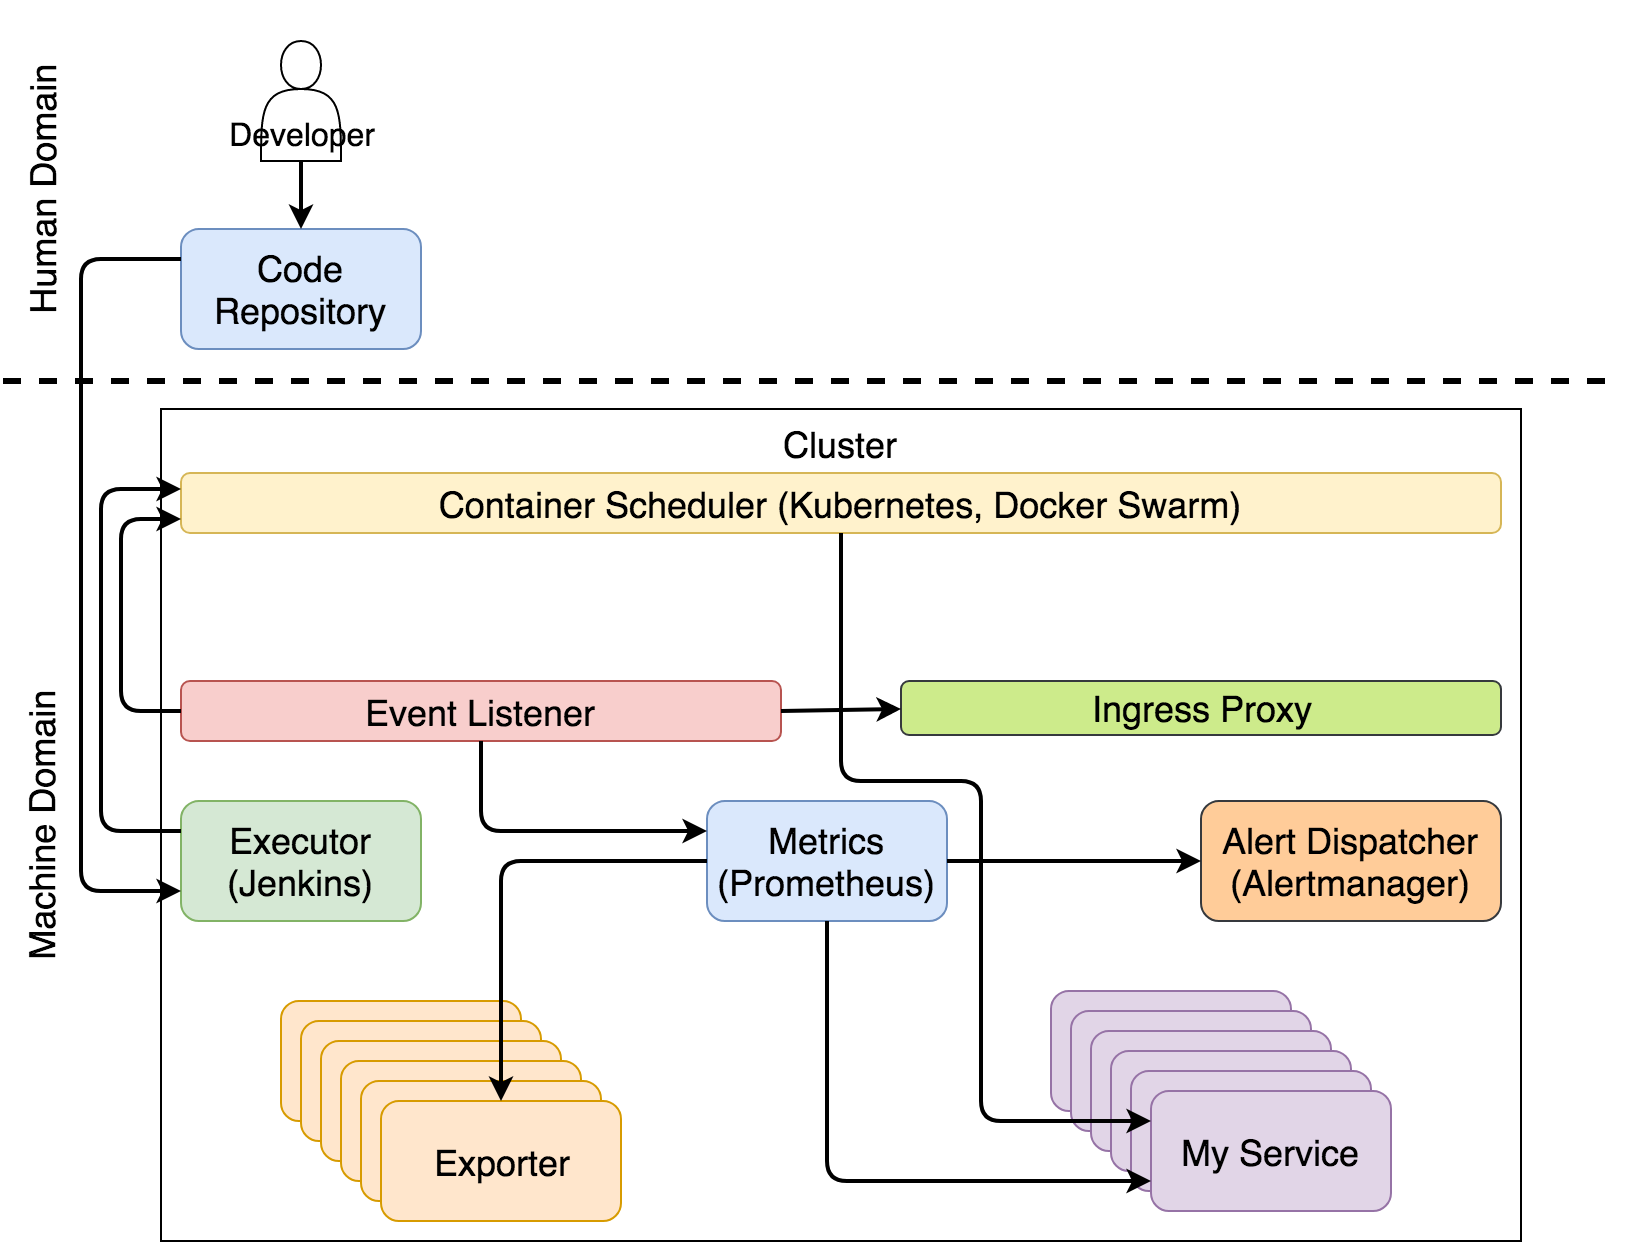 Human Domain
Developer
Code
Repository
Cluster
Container Scheduler (Kubernetes, Docker Swarm)
Event Listener
Ingress Proxy
Machine Domain
Executor
(Jenkins)
Metrics
(Prometheus)
Alert Dispatcher
(Alertmanager)
Exporter
My Service